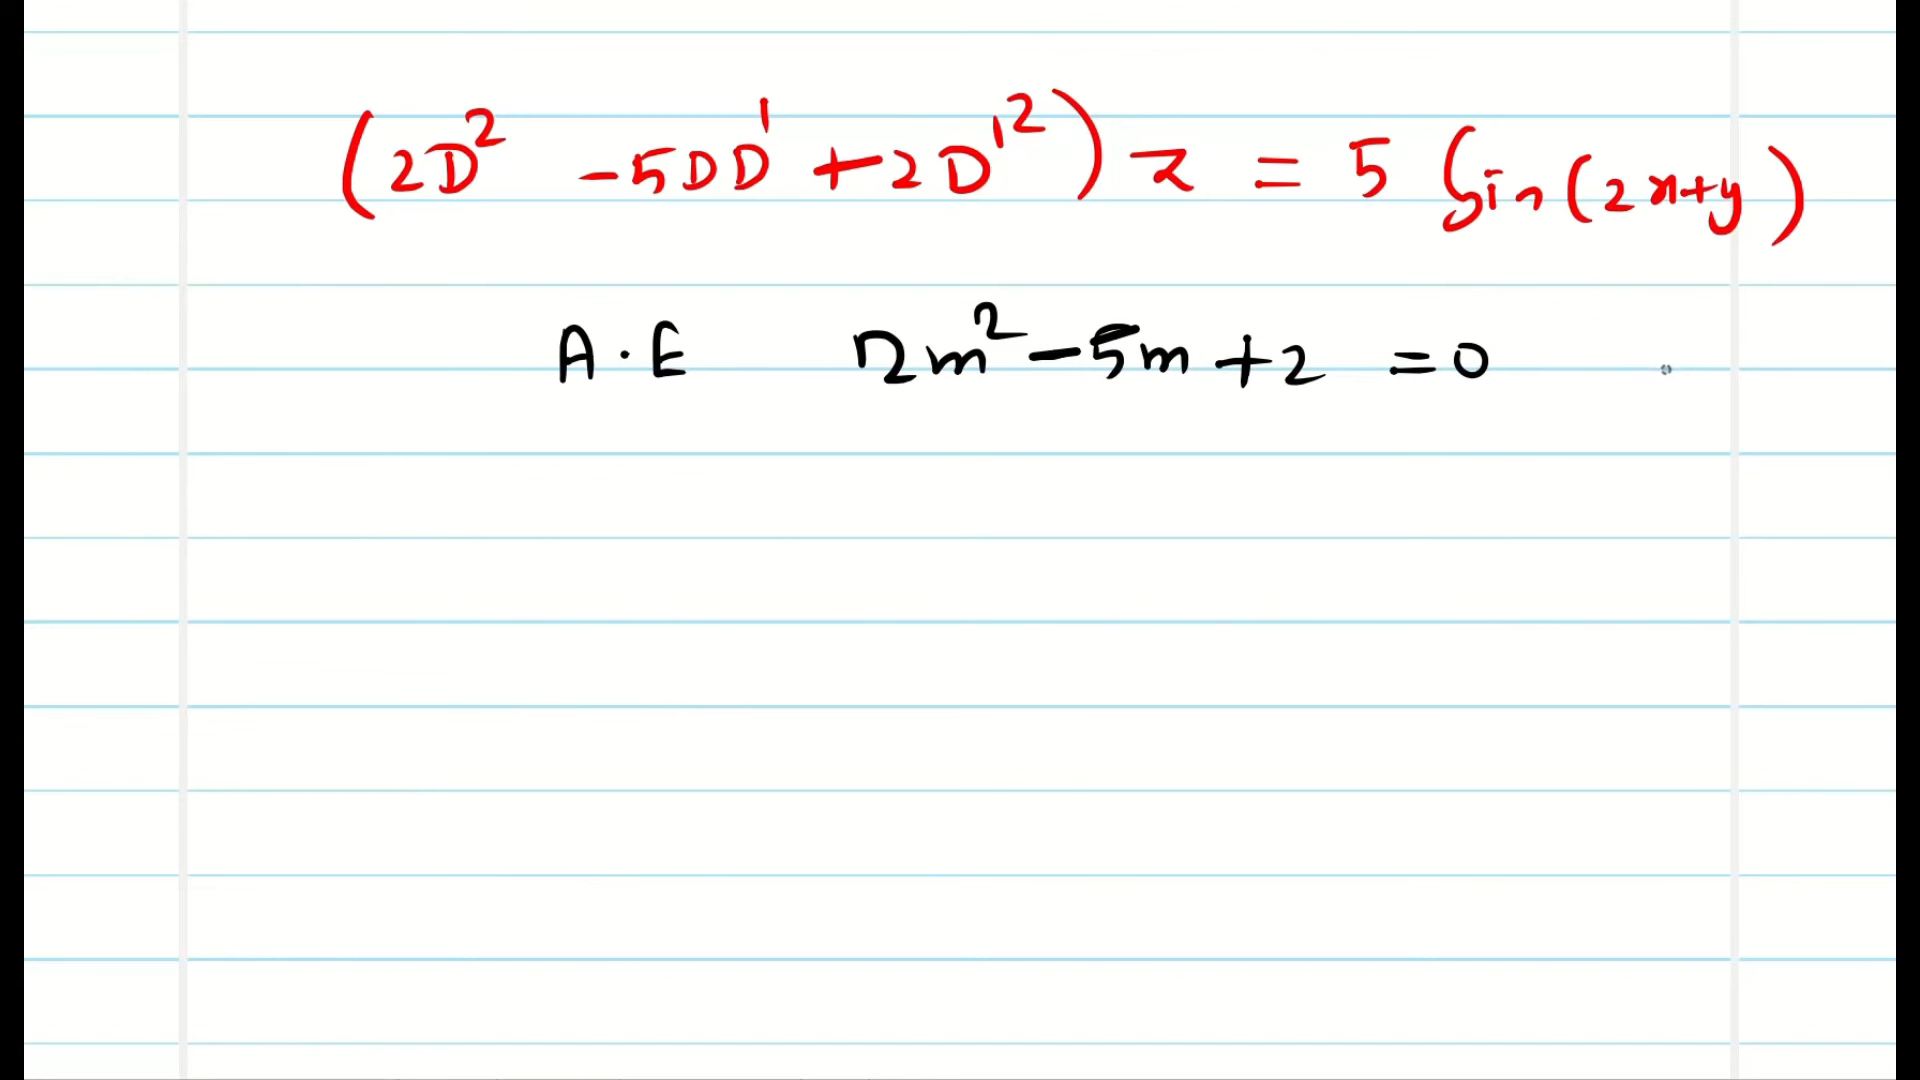 (2D² -5DD' +2D'²) z = 5 Sin(2x+y)
A.E 2m² -5m +2 =0